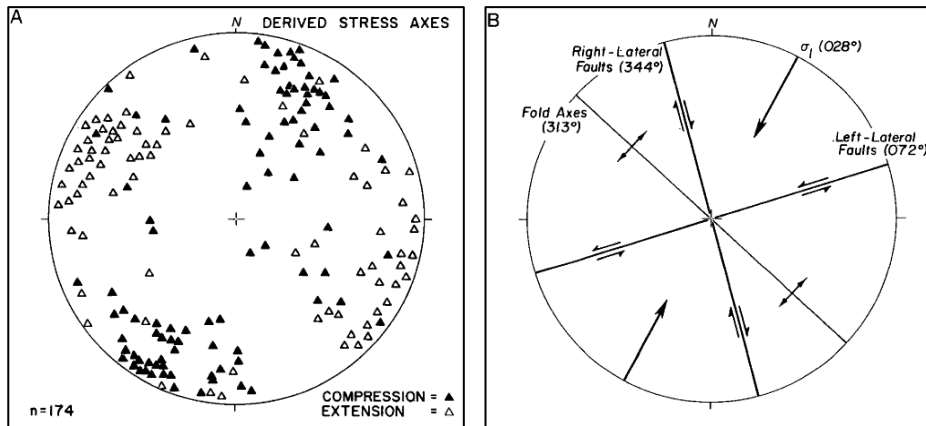 A
N
DERIVED STRESS AXES
n=174
COMPRESSION = ▲
EXTENSION = △
B
N
Right-Lateral
Faults (344°)
σ1 (028°)
Fold Axes
(313°)
Left-Lateral
Faults (072°)